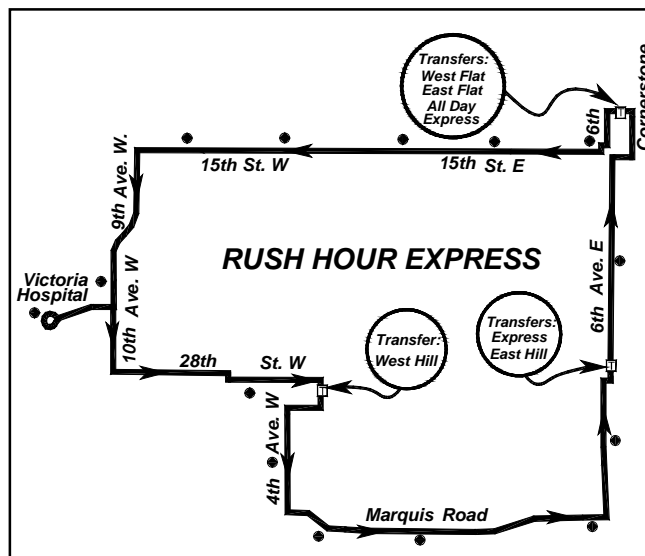 Transfers:
West Flat
East Flat
All Day
Express
6th
Cornerstone
15th St. W
15th St. E
9th Ave. W.
RUSH HOUR EXPRESS
6th Ave. E
Victoria
Hospital
10th Ave. W
Transfer:
West Hill
Transfers:
Express
East Hill
28th St. W
4th Ave. W
Marquis Road